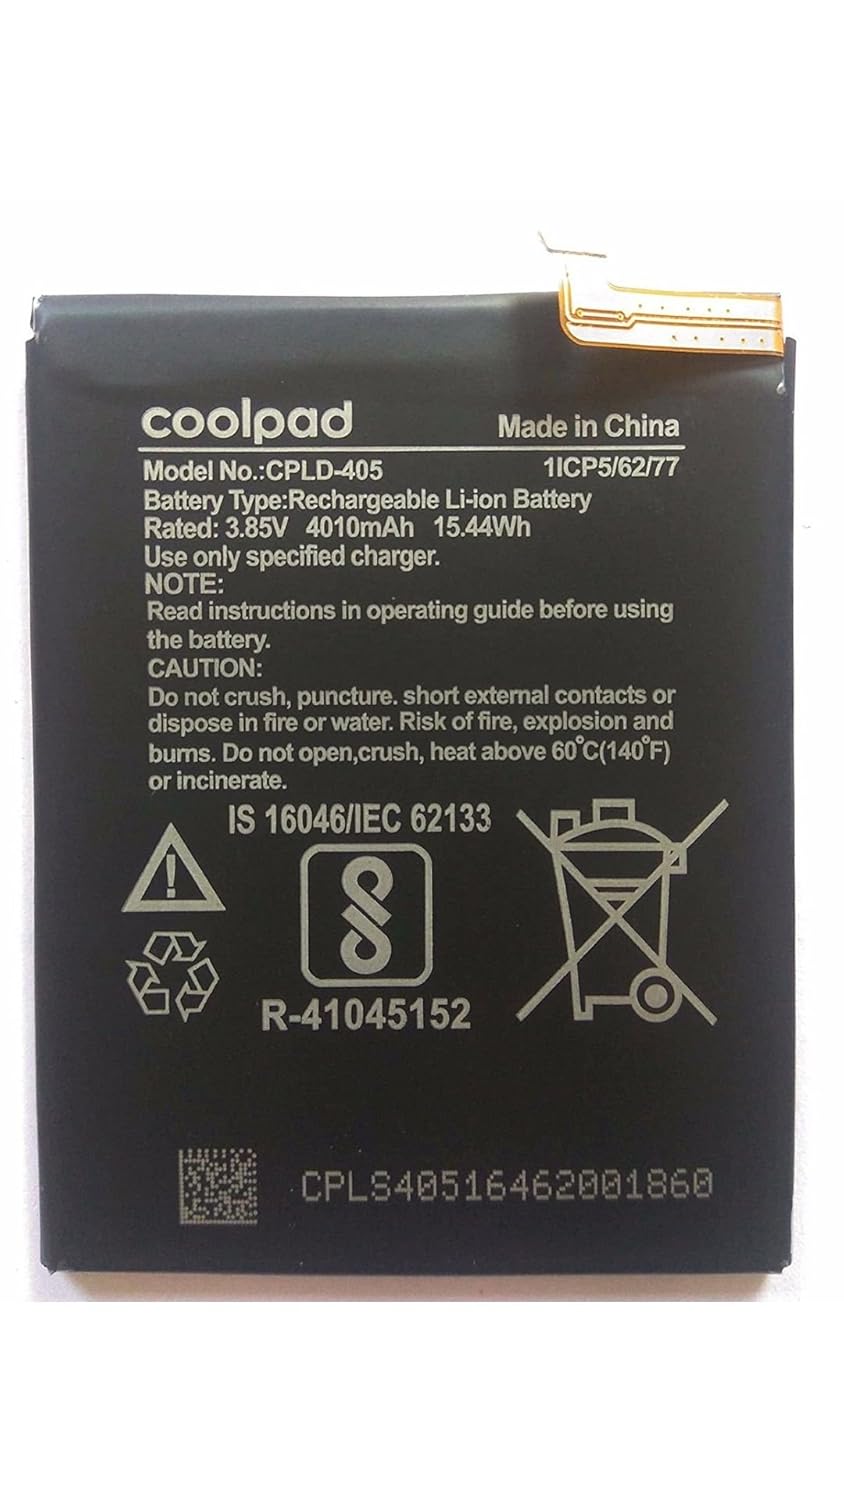 coolpad Made in China
Model No.:CPLD-405 1ICP5/62/77
Battery Type:Rechargeable Li-ion Battery
Rated: 3.85V 4010mAh 15.44Wh
Use only specified charger.
NOTE:
Read instructions in operating guide before using
the battery.
CAUTION:
Do not crush, puncture. short external contacts or
dispose in fire or water. Risk of fire, explosion and
burns. Do not open,crush, heat above 60°C(140°F)
or incinerate.
IS 16046/IEC 62133
R-41045152
CPLS40516462001860